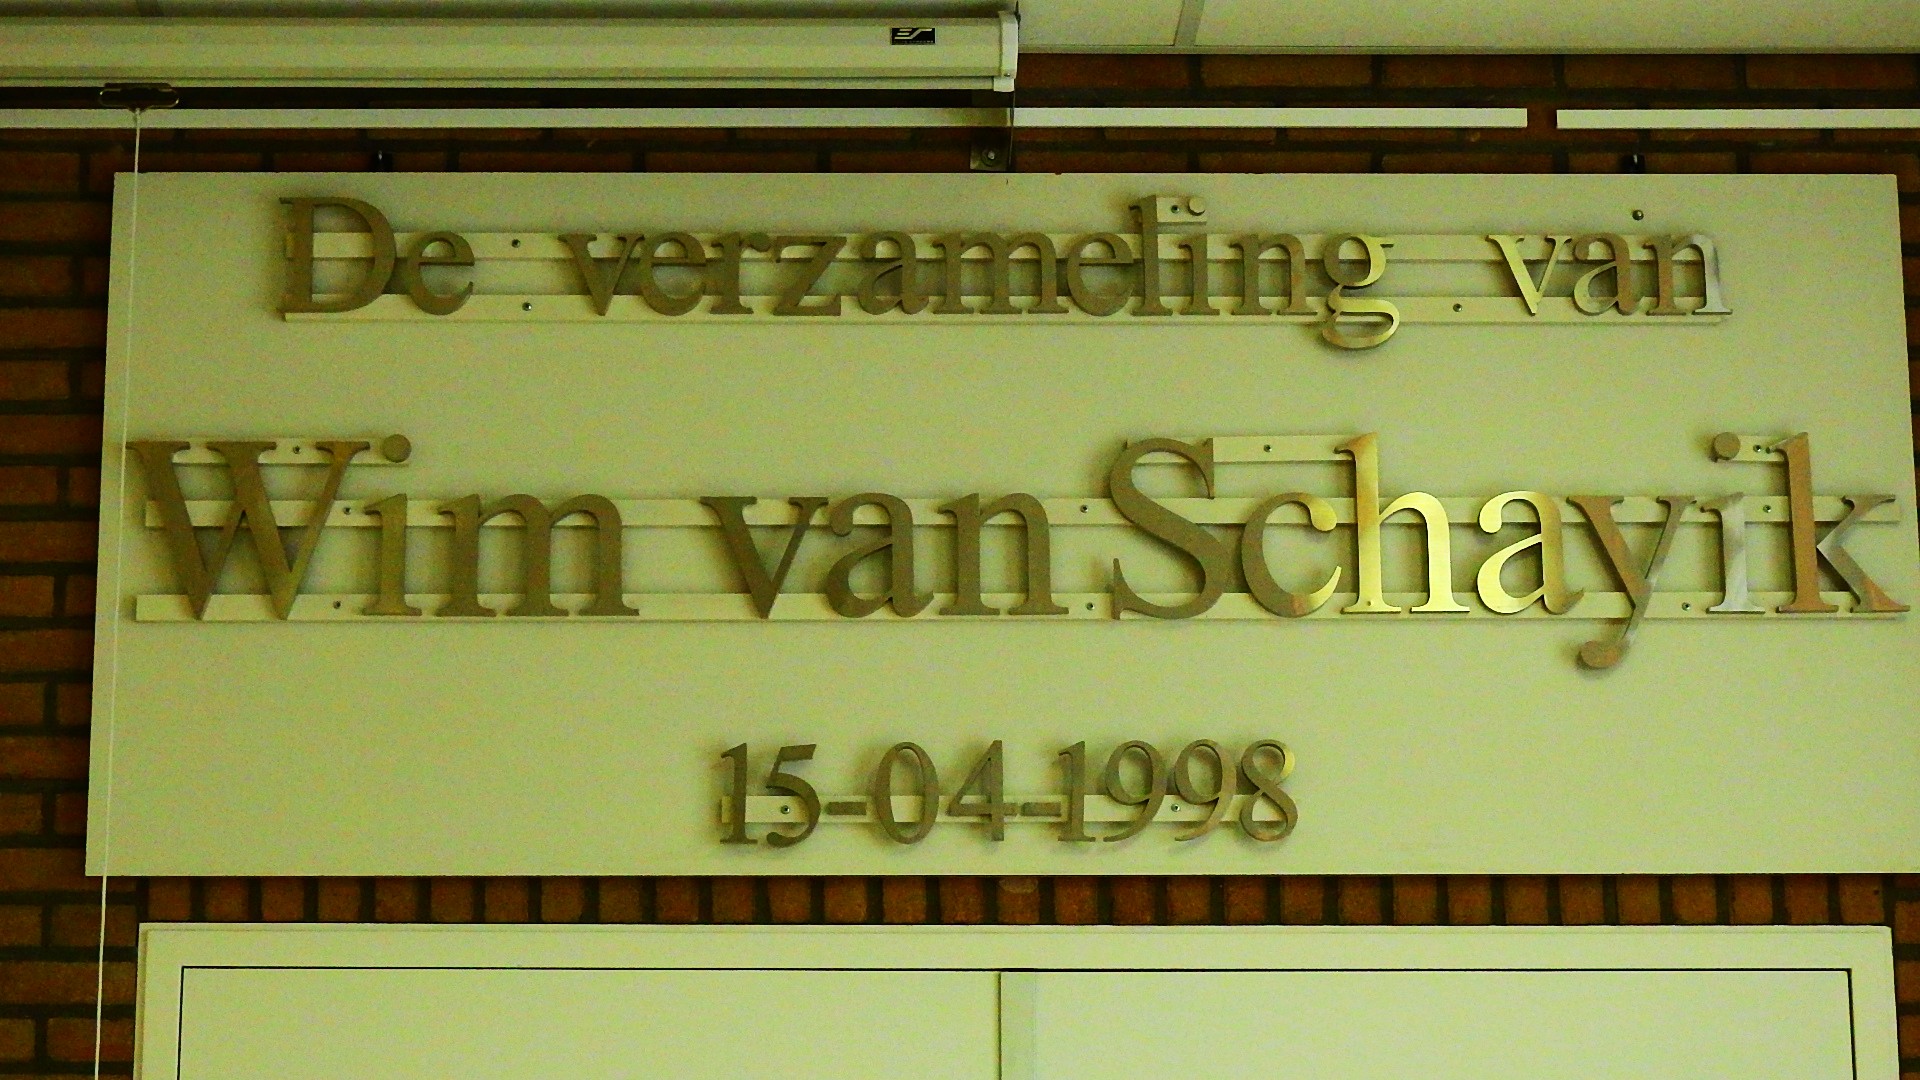 De verzameling van
Wim van Schayik
15-04-1998